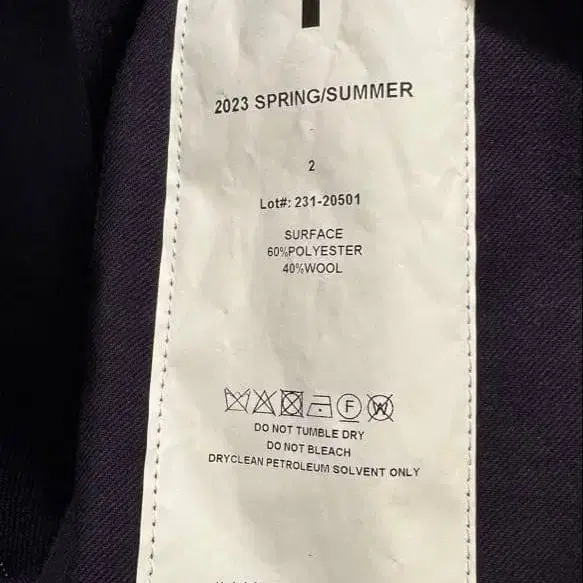 2023 SPRING/SUMMER
2
Lot#: 231-20501
SURFACE
60%POLYESTER
40%WOOL
F W
DO NOT TUMBLE DRY
DO NOT BLEACH
DRYCLEAN PETROLEUM SOLVENT ONLY